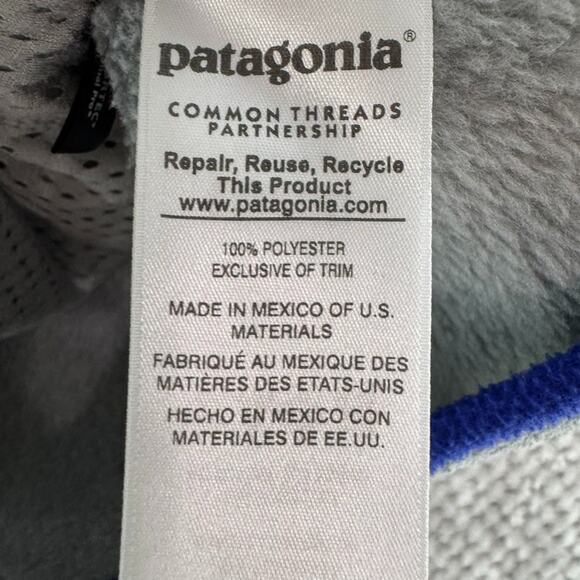 patagonia®
COMMON THREADS
PARTNERSHIP
Repair, Reuse, Recycle
This Product
www.patagonia.com
100% POLYESTER
EXCLUSIVE OF TRIM
MADE IN MEXICO OF U.S.
MATERIALS
FABRIQUÉ AU MEXIQUE DES
MATIÈRES DES ETATS-UNIS
HECHO EN MEXICO CON
MATERIALES DE EE.UU.